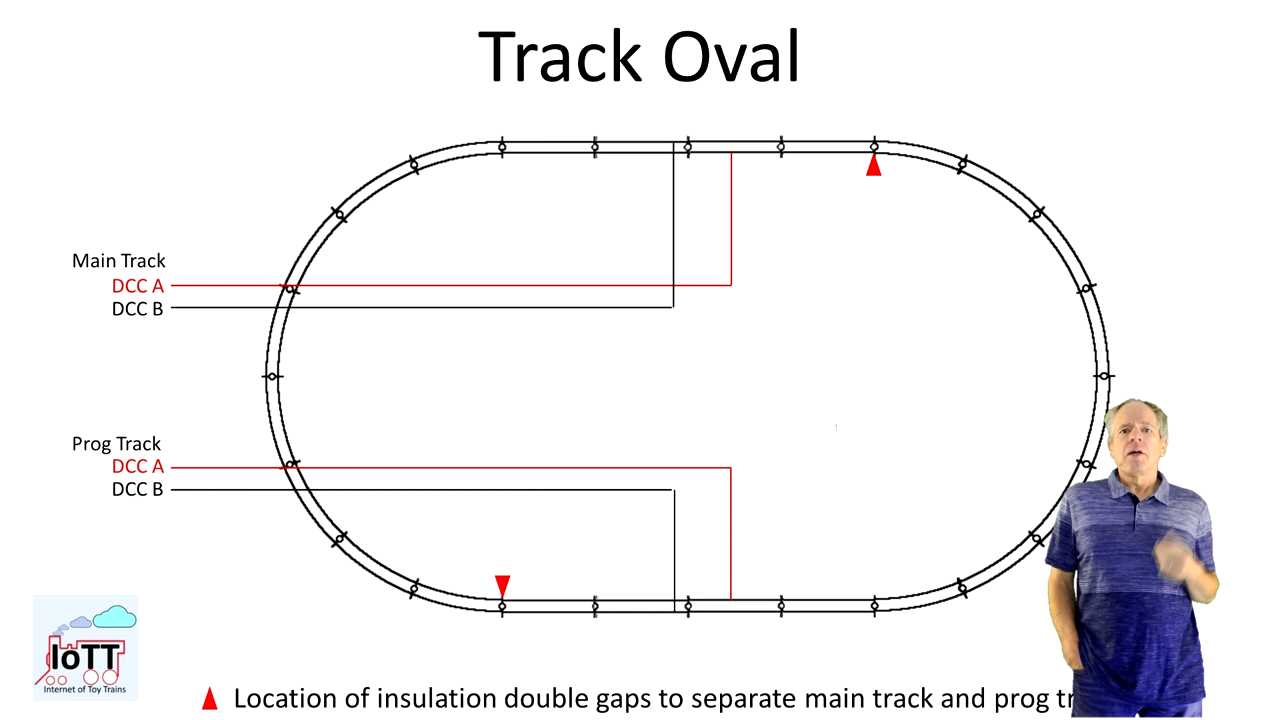 Track Oval
Main Track
DCC A
DCC B
Prog Track
DCC A
DCC B
IoTT
Internet of Toy Trains
Location of insulation double gaps to separate main track and prog